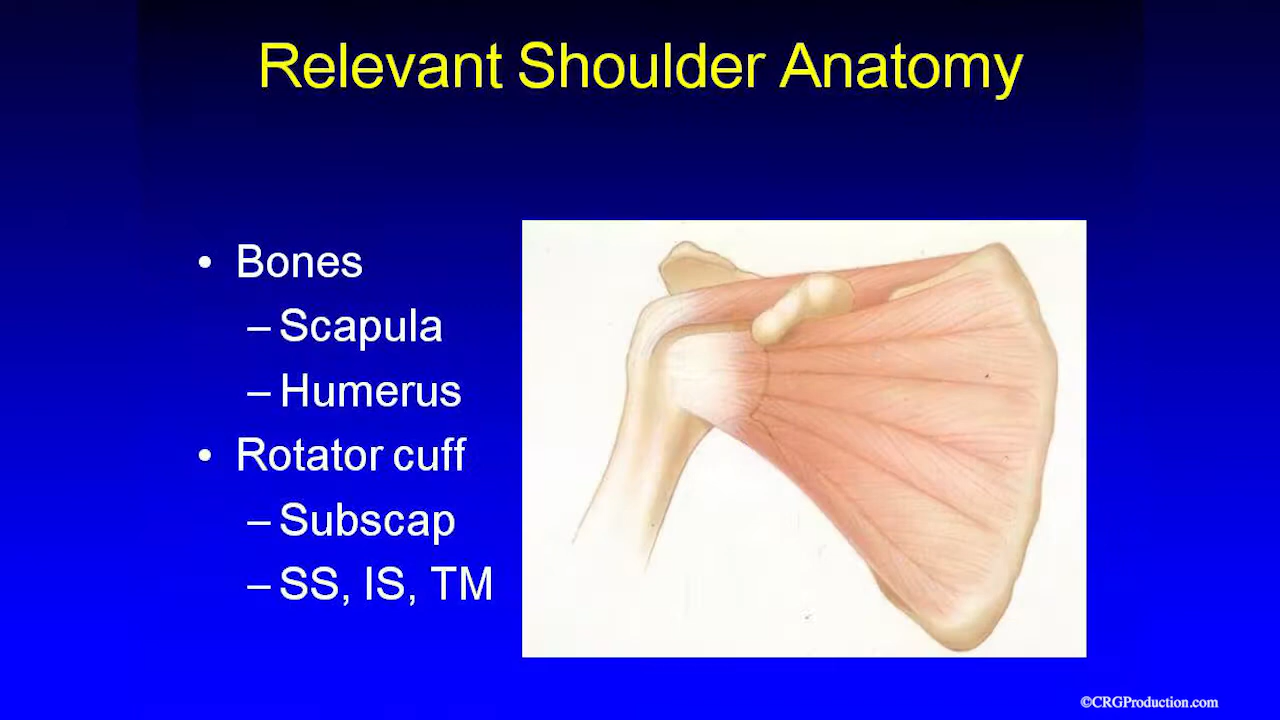 Relevant Shoulder Anatomy
• Bones
– Scapula
– Humerus
• Rotator cuff
– Subscap
– SS, IS, TM
©CRGProduction.com